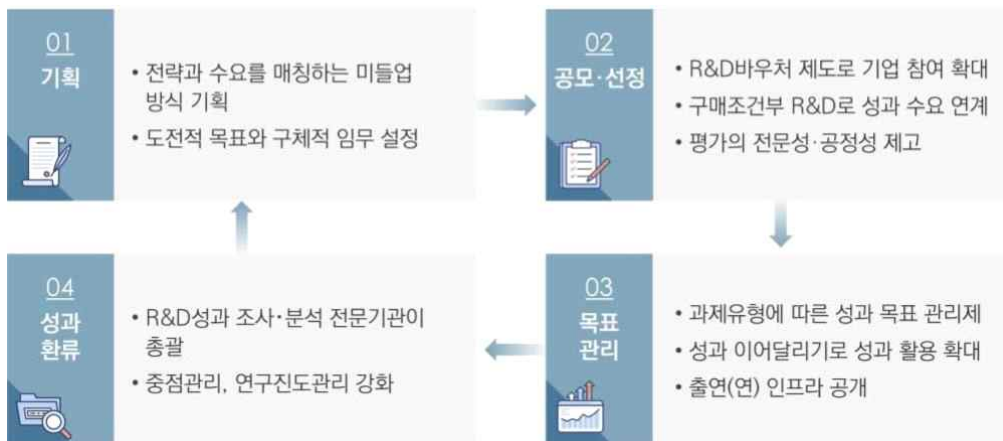 01
기획
• 전략과 수요를 매칭하는 미들업
방식 기획
• 도전적 목표와 구체적 임무 설정
02
공모·선정
• R&D바우처 제도로 기업 참여 확대
• 구매조건부 R&D로 성과 수요 연계
• 평가의 전문성·공정성 제고
03
목표
관리
• 과제유형에 따른 성과 목표 관리제
• 성과 이어달리기로 성과 활용 확대
• 출연(연) 인프라 공개
04
성과
환류
• R&D성과 조사·분석 전문기관이
총괄
• 중점관리, 연구진도관리 강화